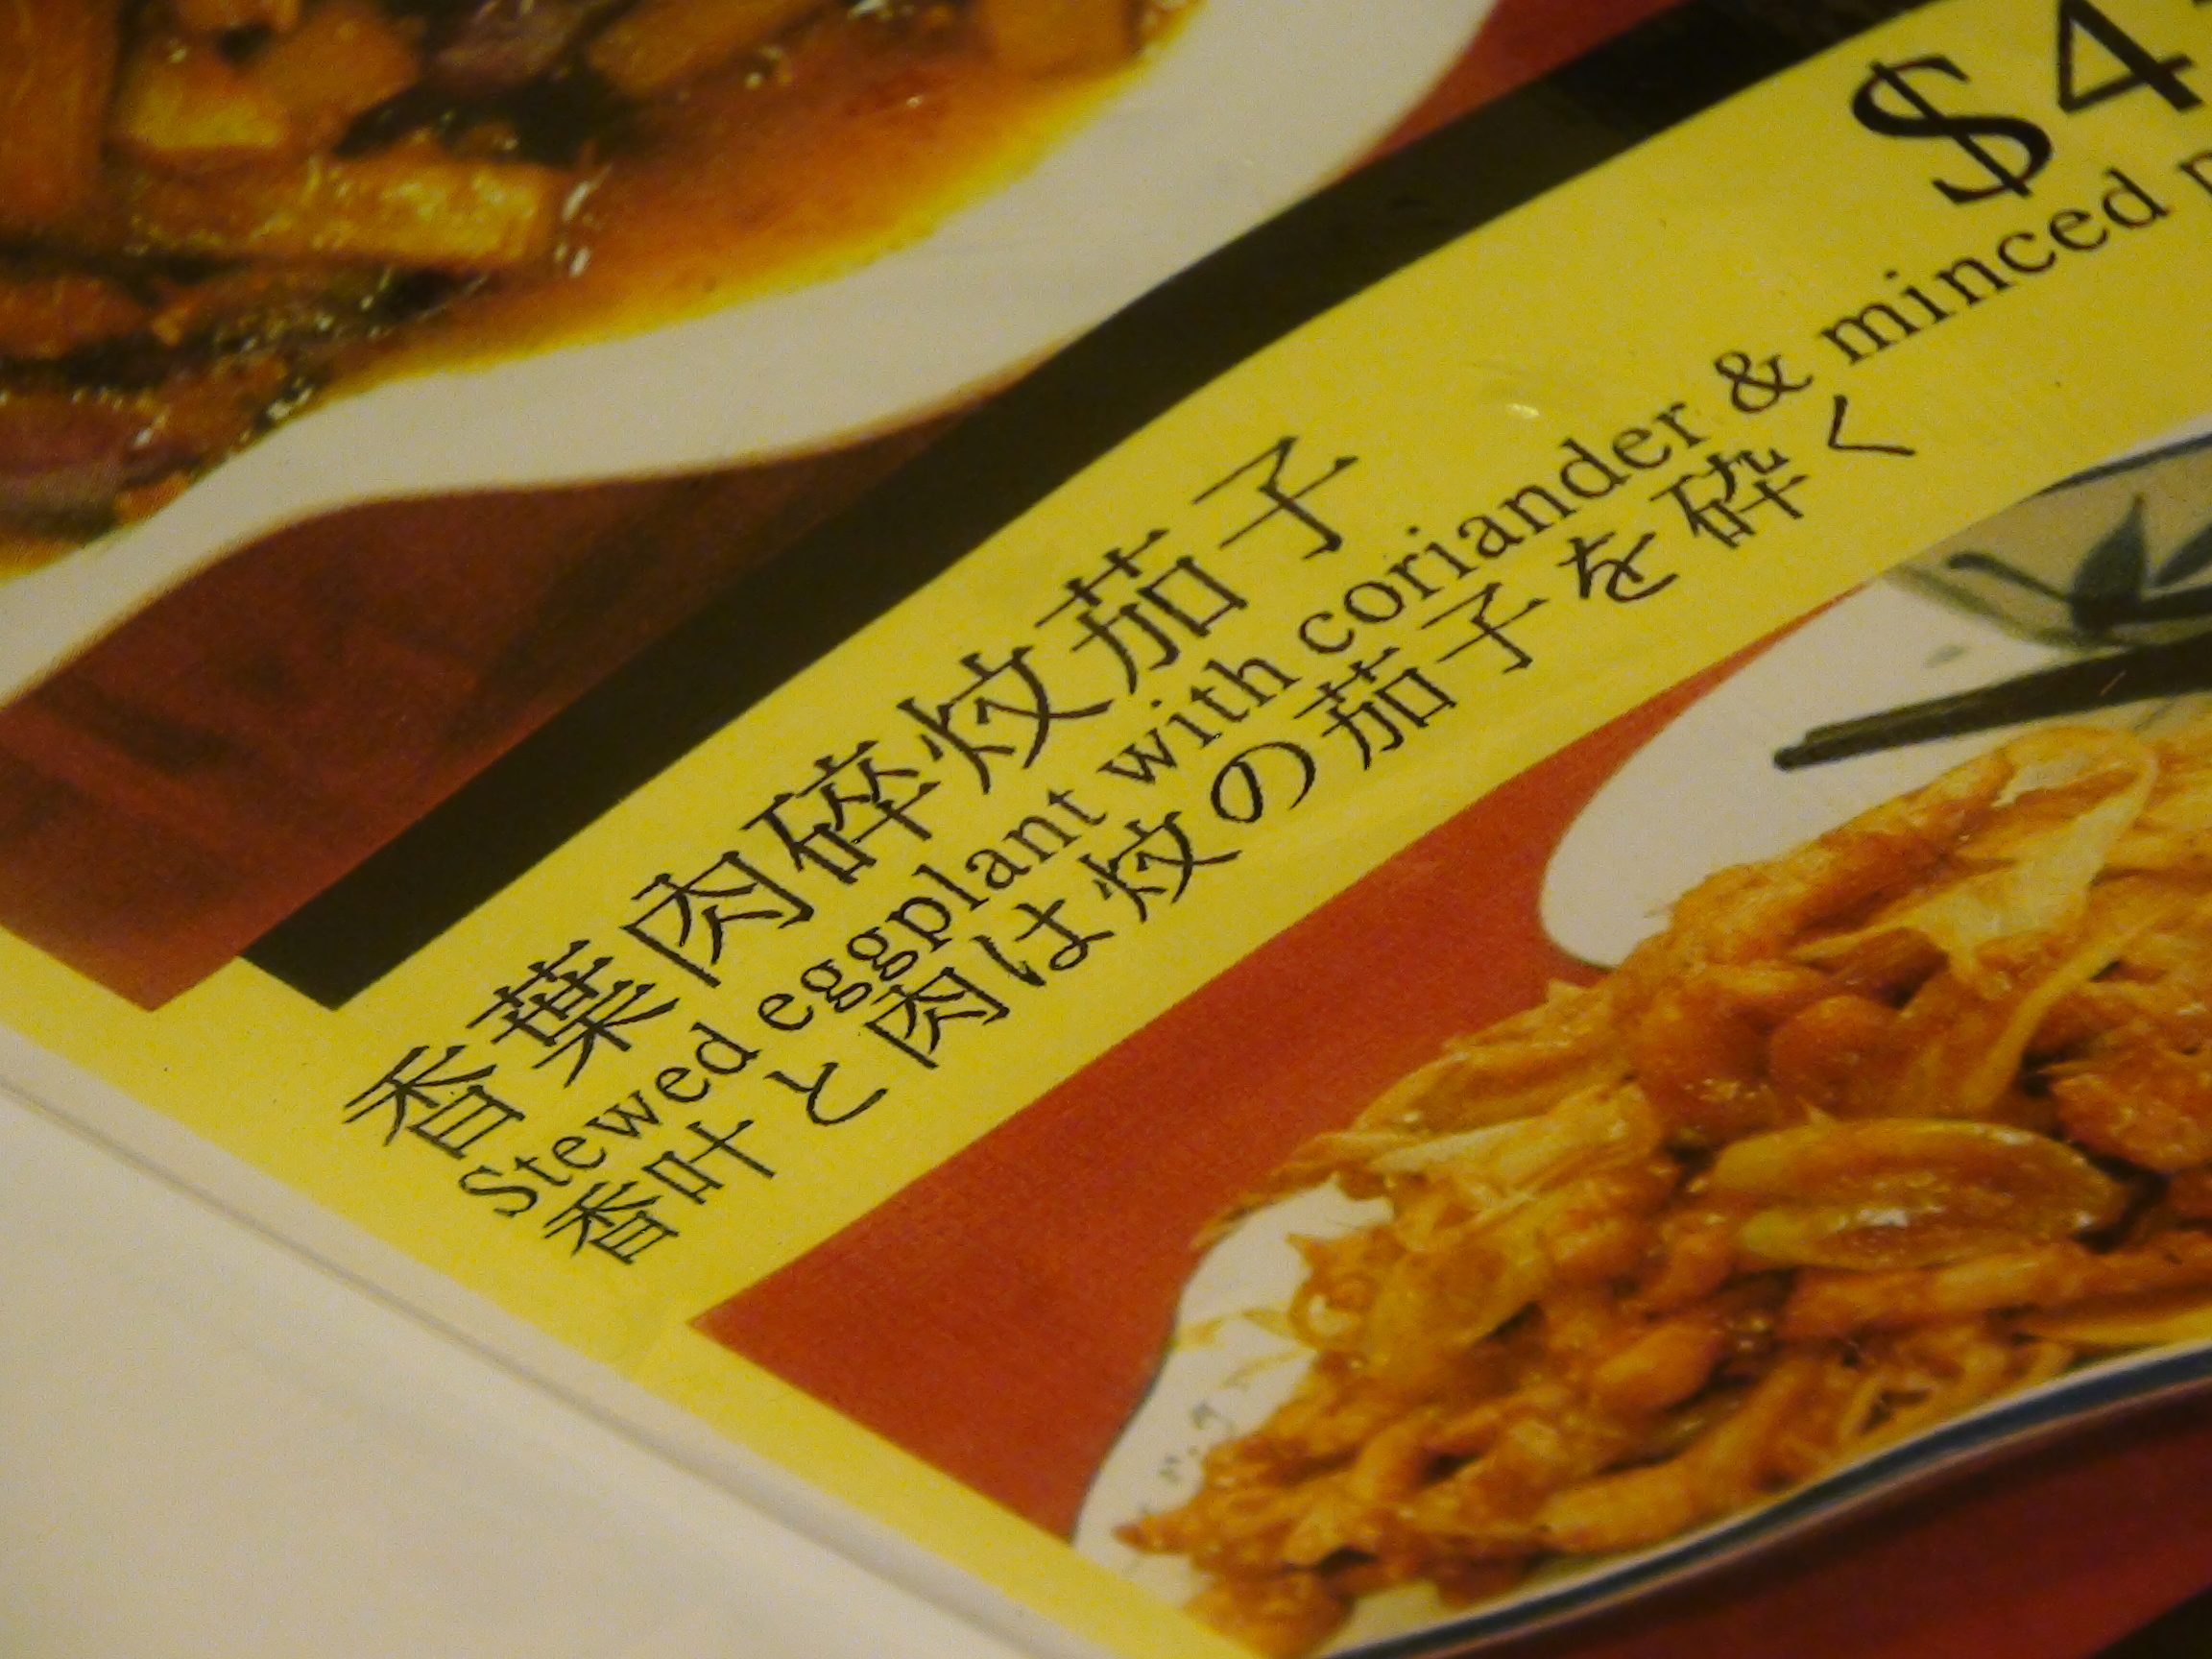 $4
香葉肉碎炆茄子
Stewed eggplant with coriander & minced
香叶と肉は炆の茄子を砕く